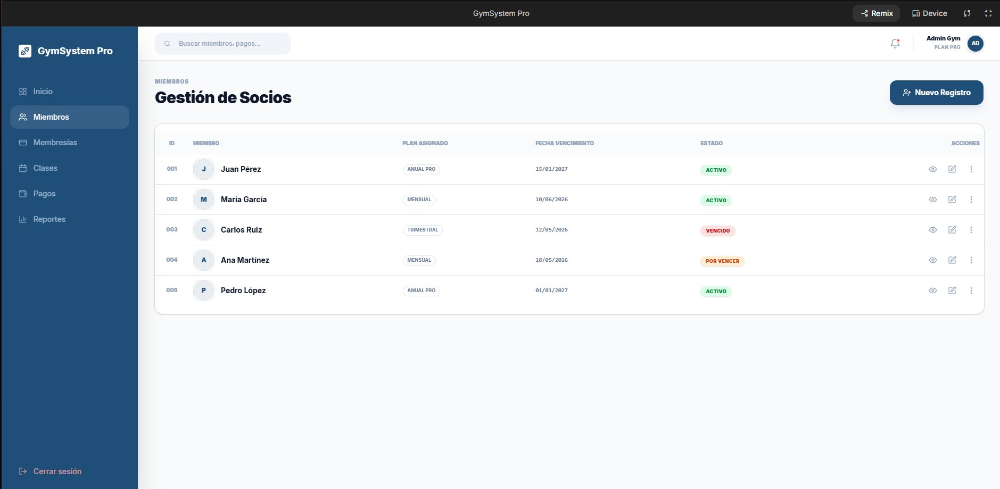 GymSystem Pro
Remix
Device
GymSystem Pro
Buscar miembros, pagos...
Admin Gym
PLAN PRO
AD
Inicio
Miembros
Membresías
Clases
Pagos
Reportes
Cerrar sesión
MIEMBROS
Gestión de Socios
Nuevo Registro
ID MIEMBRO PLAN ASIGNADO FECHA VENCIMIENTO ESTADO ACCIONES
001 J Juan Pérez ANUAL PRO 15/01/2027 ACTIVO
002 M María García MENSUAL 10/06/2026 ACTIVO
003 C Carlos Ruiz TRIMESTRAL 12/05/2026 VENCIDO
004 A Ana Martínez MENSUAL 18/05/2026 POR VENCER
005 P Pedro López ANUAL PRO 01/01/2027 ACTIVO